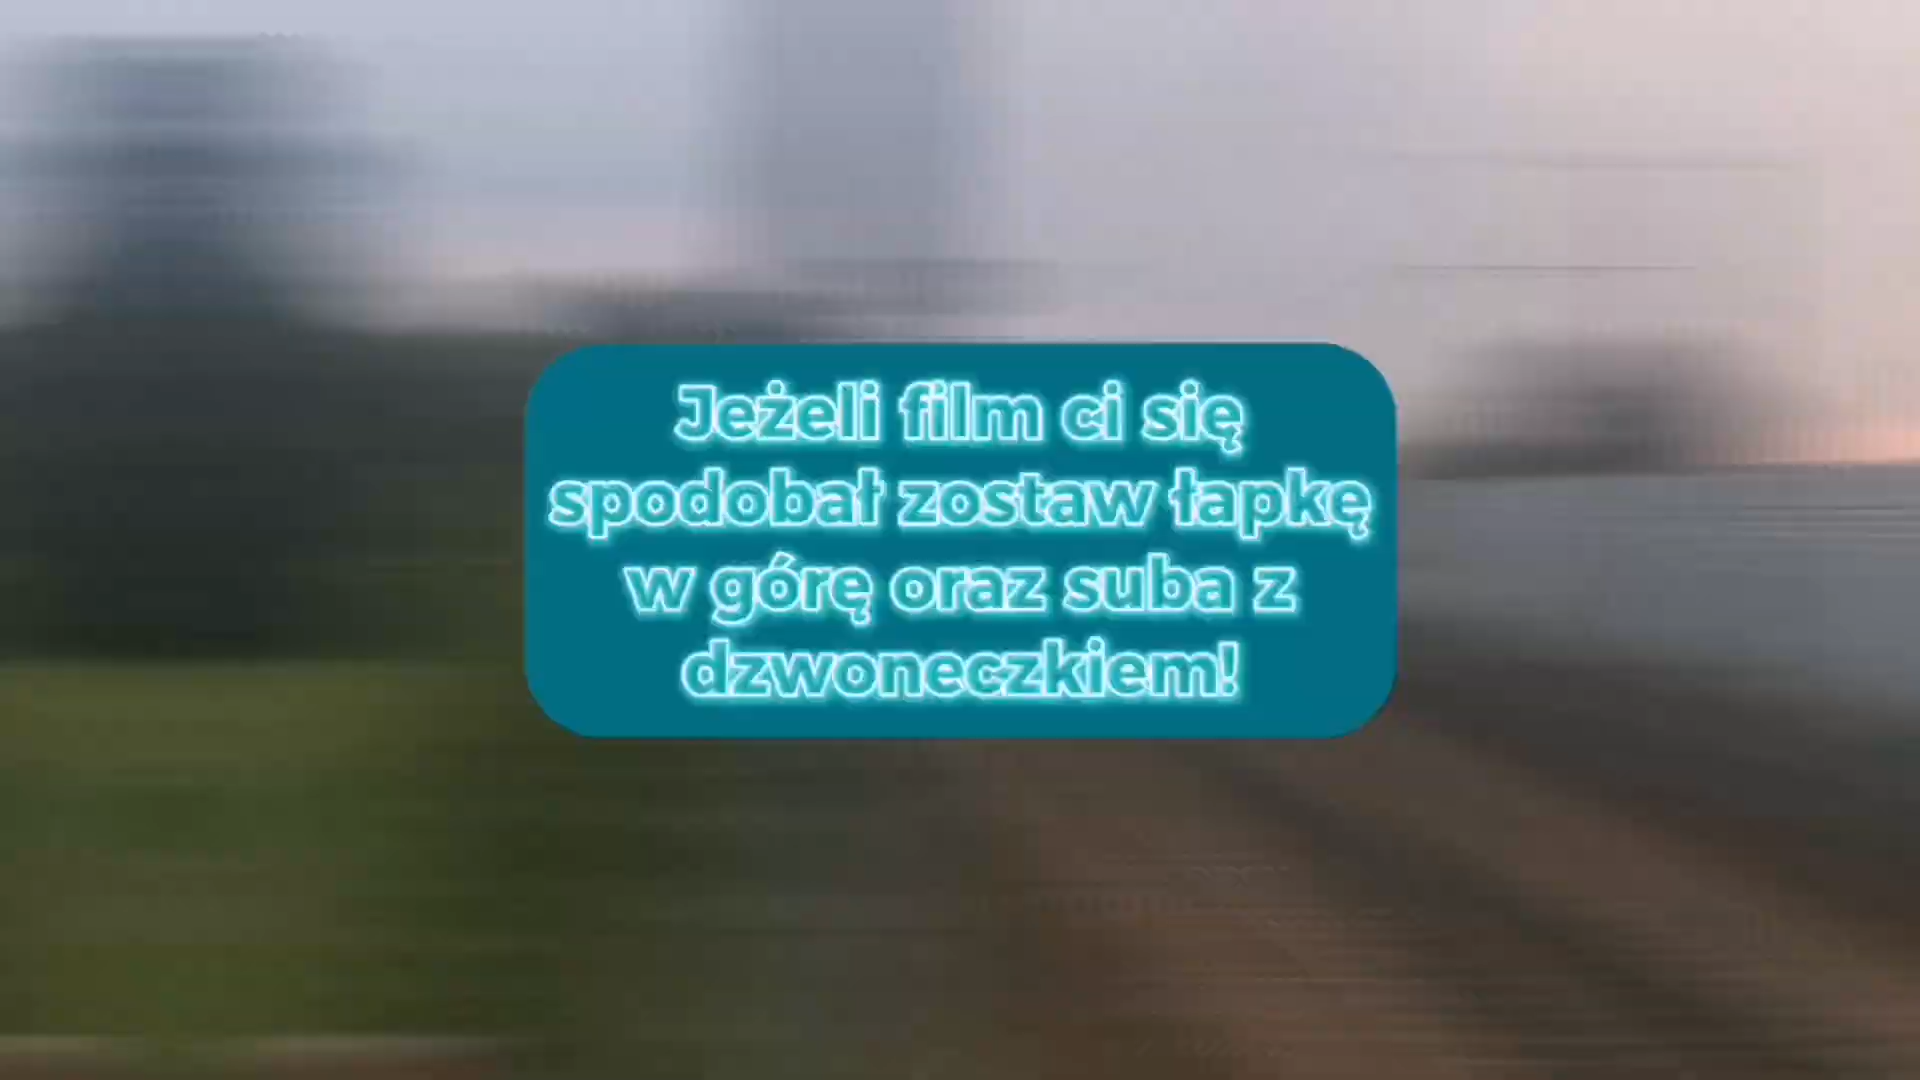 Jeżeli film ci się
spodobał zostaw łapkę
w górę oraz suba z
dzwoneczkiem!